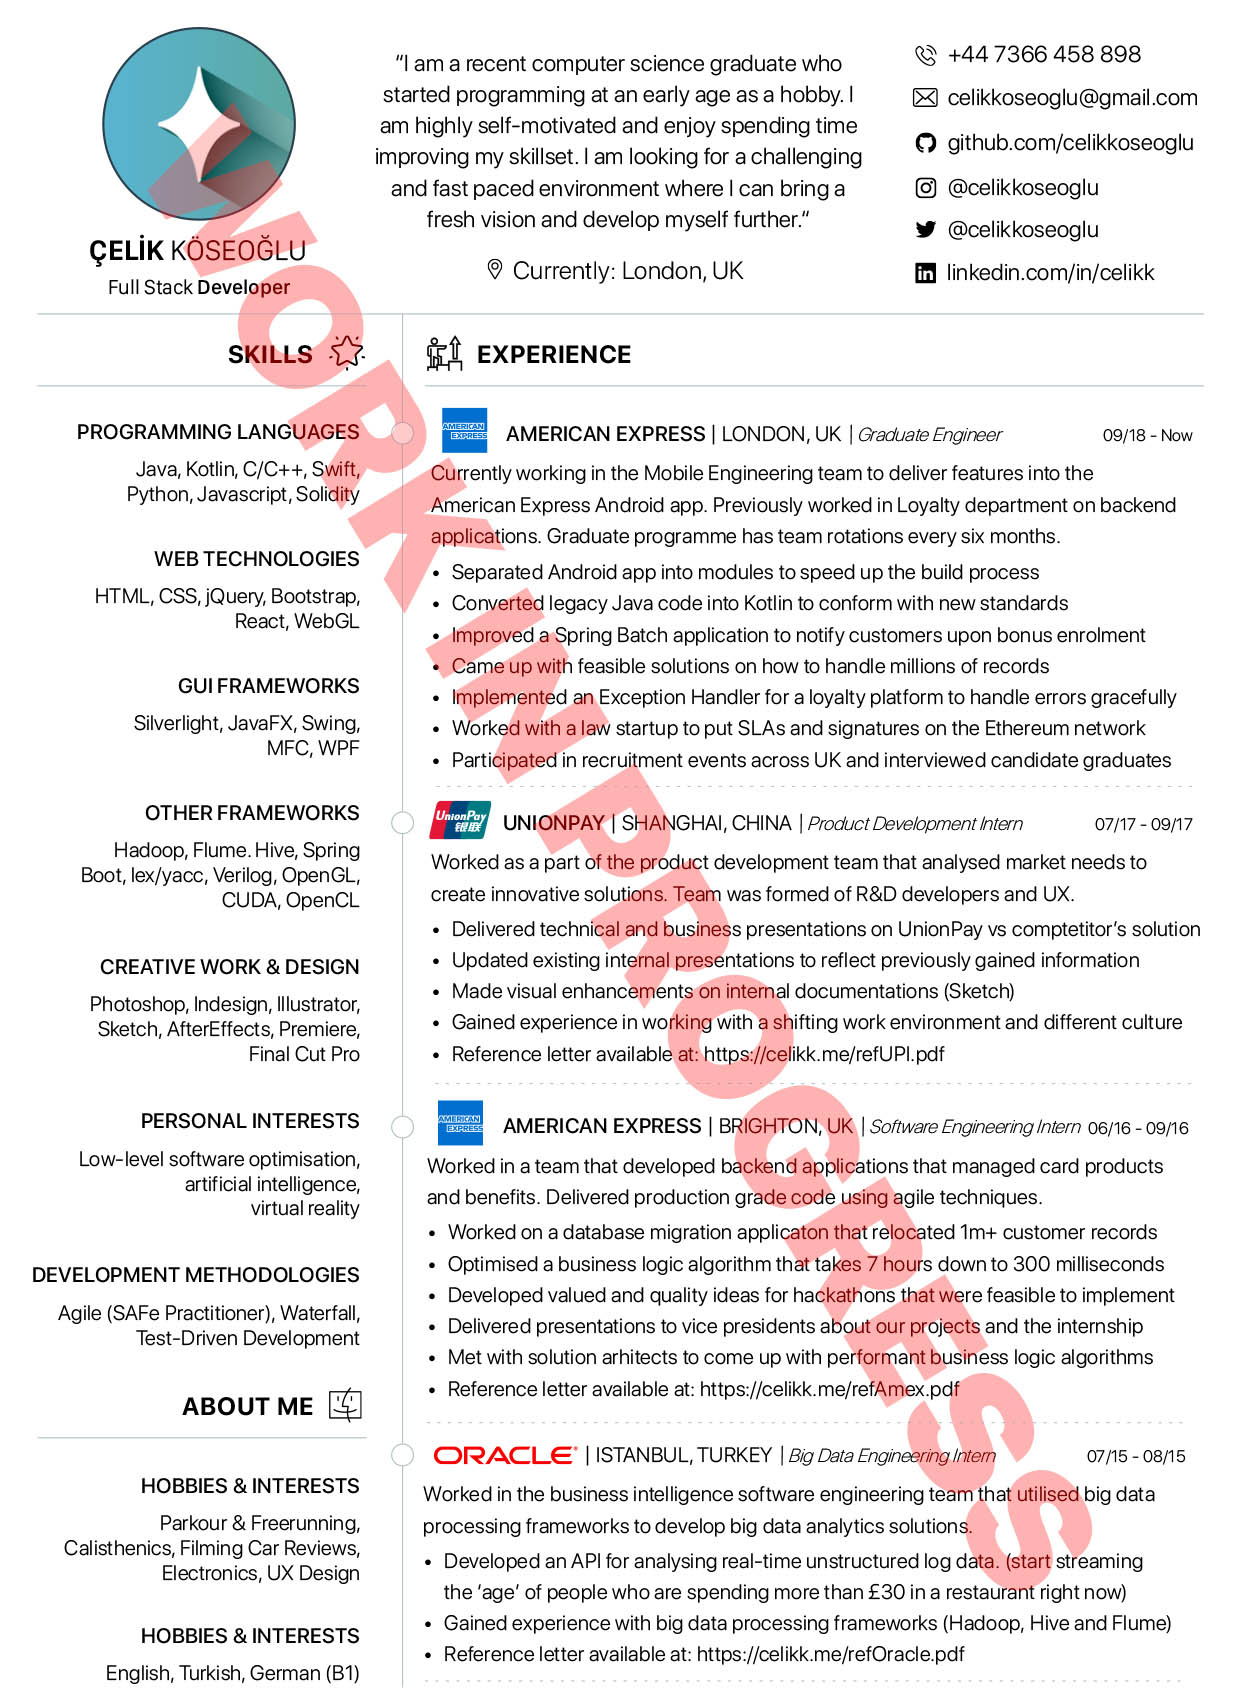 ÇELİK KÖSEOĞLU
Full Stack Developer
“I am a recent computer science graduate who
started programming at an early age as a hobby. I
am highly self-motivated and enjoy spending time
improving my skillset. I am looking for a challenging
and fast paced environment where I can bring a
fresh vision and develop myself further.“
Currently: London, UK
+44 7366 458 898
celikkoseoglu@gmail.com
github.com/celikkoseoglu
@celikkoseoglu
@celikkoseoglu
linkedin.com/in/celikk
SKILLS
PROGRAMMING LANGUAGES
Java, Kotlin, C/C++, Swift,
Python, Javascript, Solidity
WEB TECHNOLOGIES
HTML, CSS, jQuery, Bootstrap,
React, WebGL
GUI FRAMEWORKS
Silverlight, JavaFX, Swing,
MFC, WPF
OTHER FRAMEWORKS
Hadoop, Flume. Hive, Spring
Boot, lex/yacc, Verilog, OpenGL,
CUDA, OpenCL
CREATIVE WORK & DESIGN
Photoshop, Indesign, Illustrator,
Sketch, AfterEffects, Premiere,
Final Cut Pro
PERSONAL INTERESTS
Low-level software optimisation,
artificial intelligence,
virtual reality
DEVELOPMENT METHODOLOGIES
Agile (SAFe Practitioner), Waterfall,
Test-Driven Development
ABOUT ME
HOBBIES & INTERESTS
Parkour & Freerunning,
Calisthenics, Filming Car Reviews,
Electronics, UX Design
HOBBIES & INTERESTS
English, Turkish, German (B1)
EXPERIENCE
AMERICAN EXPRESS
AMERICAN EXPRESS | LONDON, UK | Graduate Engineer 09/18 - Now
Currently working in the Mobile Engineering team to deliver features into the
American Express Android app. Previously worked in Loyalty department on backend
applications. Graduate programme has team rotations every six months.
• Separated Android app into modules to speed up the build process
• Converted legacy Java code into Kotlin to conform with new standards
• Improved a Spring Batch application to notify customers upon bonus enrolment
• Came up with feasible solutions on how to handle millions of records
• Implemented an Exception Handler for a loyalty platform to handle errors gracefully
• Worked with a law startup to put SLAs and signatures on the Ethereum network
• Participated in recruitment events across UK and interviewed candidate graduates
UnionPay
银联
UNIONPAY | SHANGHAI, CHINA | Product Development Intern 07/17 - 09/17
Worked as a part of the product development team that analysed market needs to
create innovative solutions. Team was formed of R&D developers and UX.
• Delivered technical and business presentations on UnionPay vs comptetitor’s solution
• Updated existing internal presentations to reflect previously gained information
• Made visual enhancements on internal documentations (Sketch)
• Gained experience in working with a shifting work environment and different culture
• Reference letter available at: https://celikk.me/refUPI.pdf
AMERICAN EXPRESS
AMERICAN EXPRESS | BRIGHTON, UK | Software Engineering Intern 06/16 - 09/16
Worked in a team that developed backend applications that managed card products
and benefits. Delivered production grade code using agile techniques.
• Worked on a database migration applicaton that relocated 1m+ customer records
• Optimised a business logic algorithm that takes 7 hours down to 300 milliseconds
• Developed valued and quality ideas for hackathons that were feasible to implement
• Delivered presentations to vice presidents about our projects and the internship
• Met with solution arhitects to come up with performant business logic algorithms
• Reference letter available at: https://celikk.me/refAmex.pdf
ORACLE | ISTANBUL, TURKEY | Big Data Engineering Intern 07/15 - 08/15
Worked in the business intelligence software engineering team that utilised big data
processing frameworks to develop big data analytics solutions.
• Developed an API for analysing real-time unstructured log data. (start streaming
the ‘age’ of people who are spending more than £30 in a restaurant right now)
• Gained experience with big data processing frameworks (Hadoop, Hive and Flume)
• Reference letter available at: https://celikk.me/refOracle.pdf
WORK IN PROGRESS